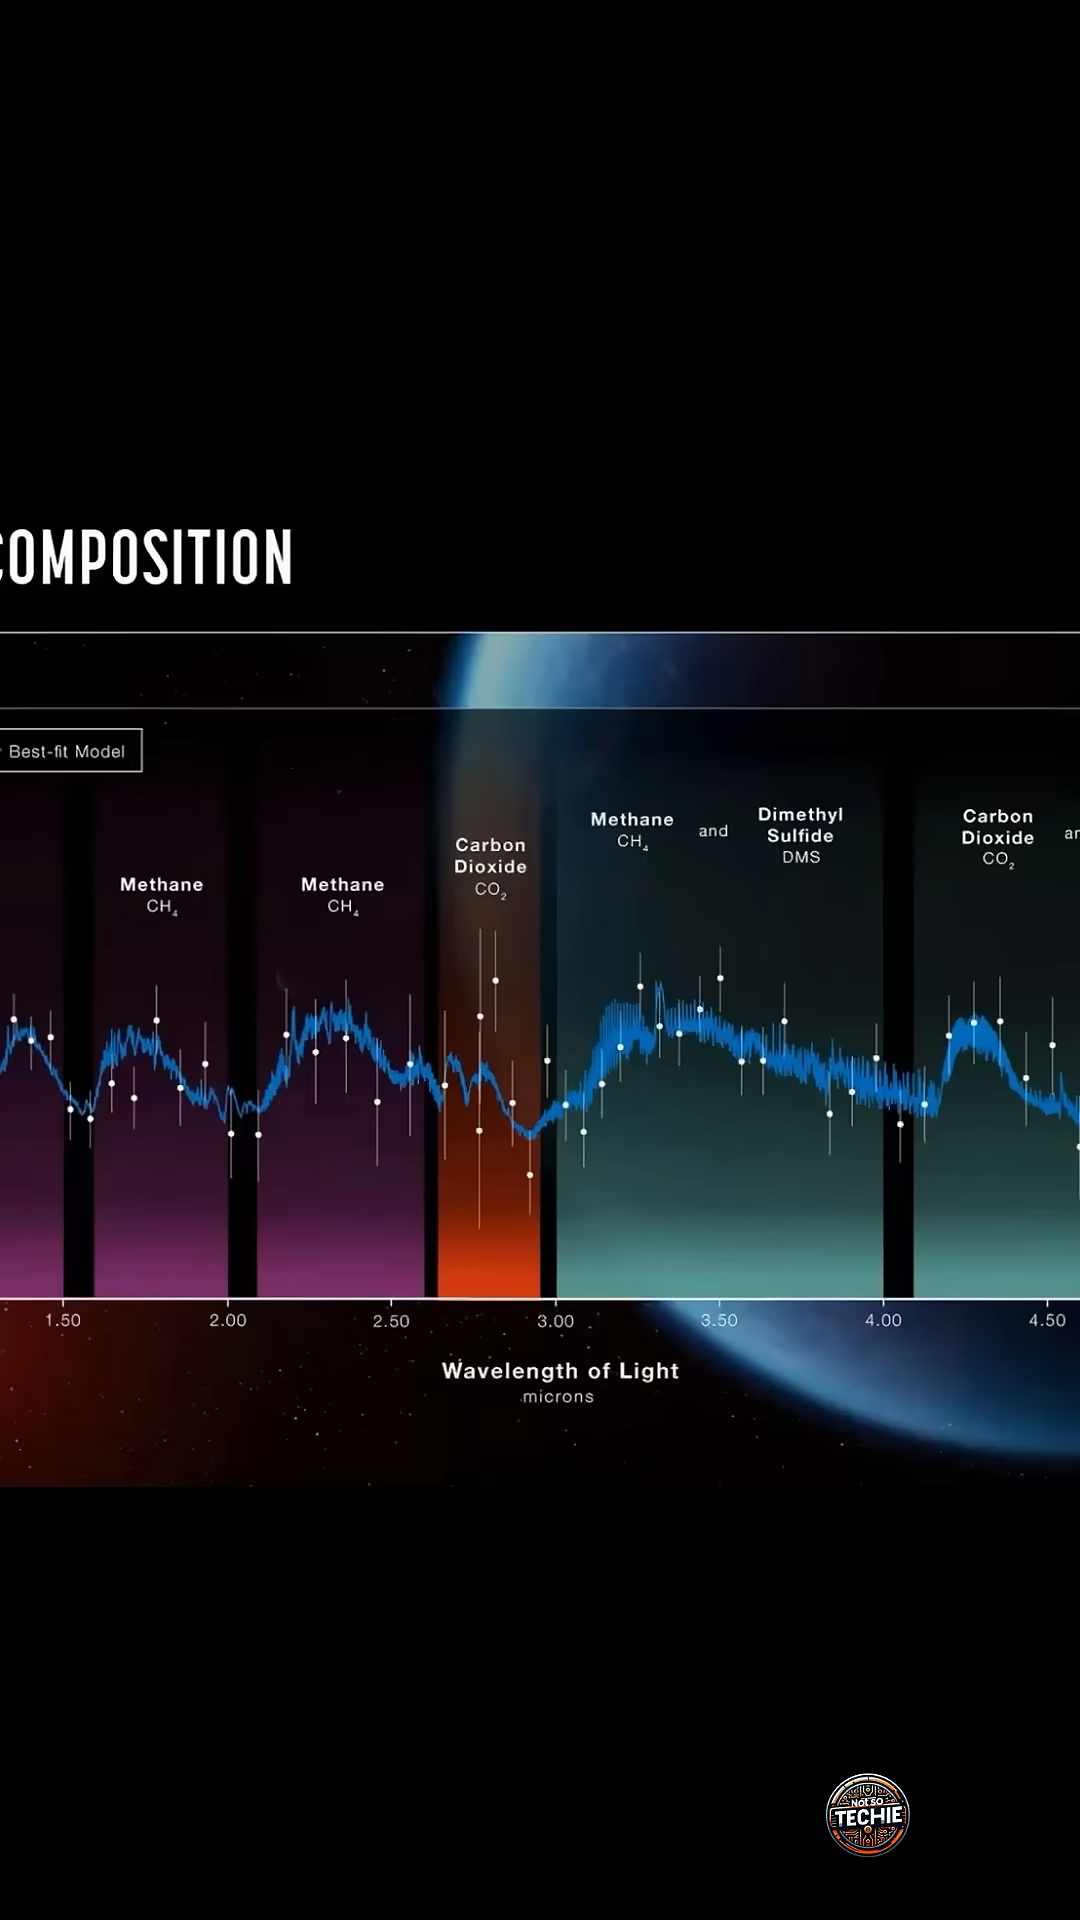 COMPOSITION
Best-fit Model
Methane
CH₄
Methane
CH₄
Carbon
Dioxide
CO₂
Methane
CH₄
and
Dimethyl
Sulfide
DMS
Carbon
Dioxide
CO₂
1.50 2.00 2.50 3.00 3.50 4.00 4.50
Wavelength of Light
microns
Not so
TECHIE